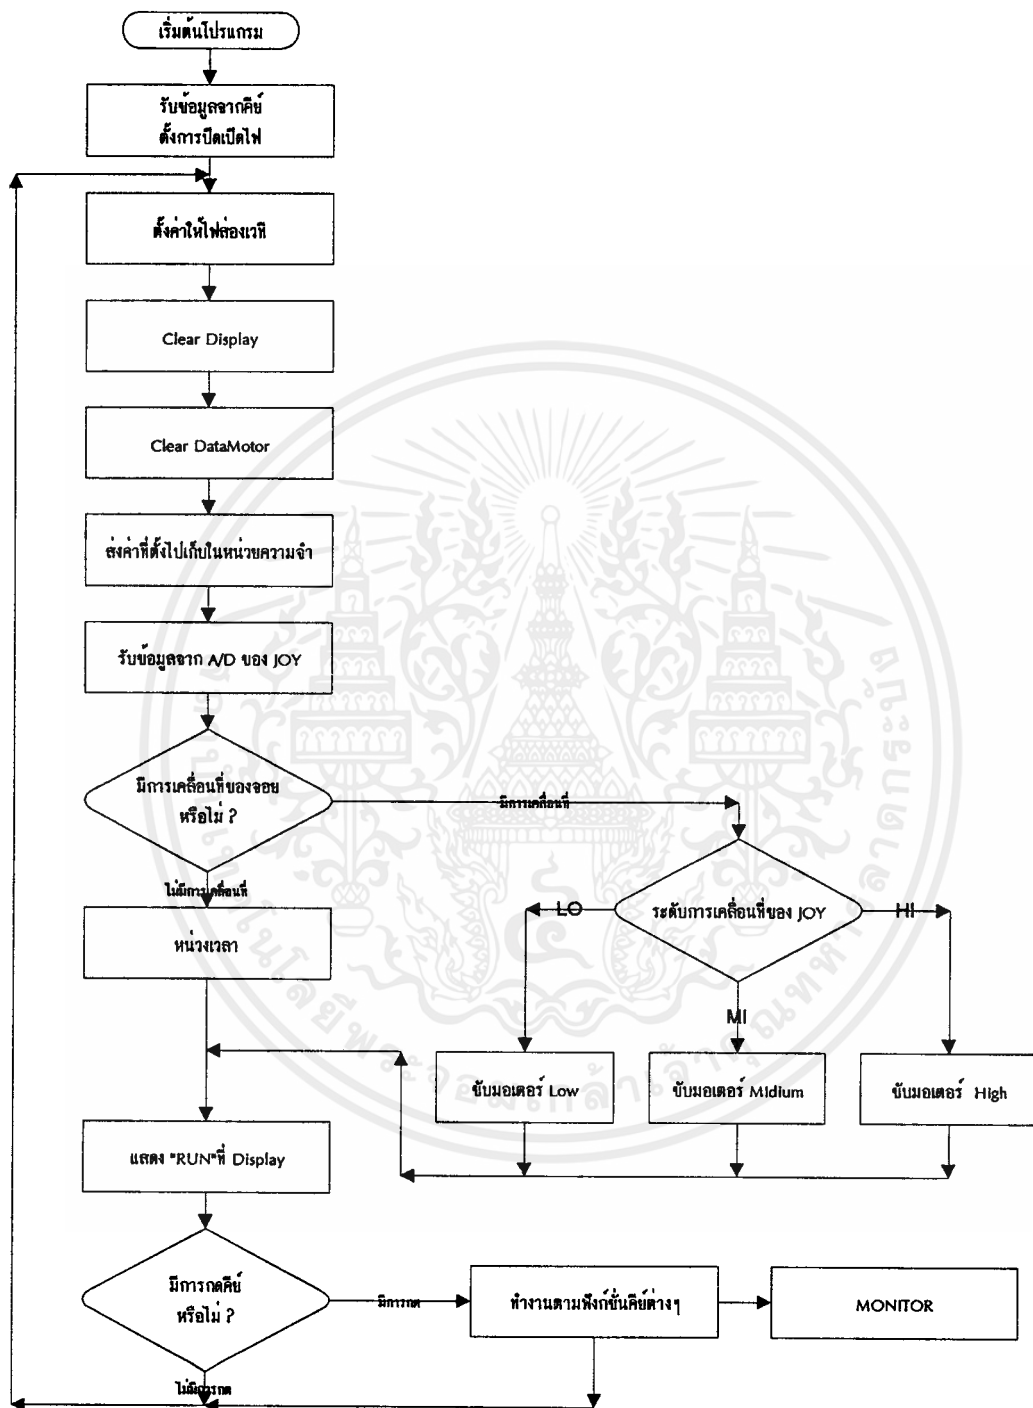 เริ่มต้นโปรแกรม
รับข้อมูลจากคีย์
ตั้งการปิดเปิดไฟ
ตั้งค่าให้ไฟส่องเวที
Clear Display
Clear DataMotor
ส่งค่าที่ตั้งไปเก็บในหน่วยความจำ
รับข้อมูลจาก A/D ของ JOY
มีการเคลื่อนที่ของจอย
หรือไม่ ?
มีการเคลื่อนที่
ไม่มีการเคลื่อนที่
LO
ระดับการเคลื่อนที่ของ JOY
HI
หน่วงเวลา
MI
ขับมอเตอร์ Low
ขับมอเตอร์ MIdium
ขับมอเตอร์ High
แสดง "RUN"ที่ Display
มีการกดคีย์
หรือไม่ ?
มีการกด
ทำงานตามฟังก์ชั่นคีย์ต่างๆ
MONITOR
ไม่มีการกด